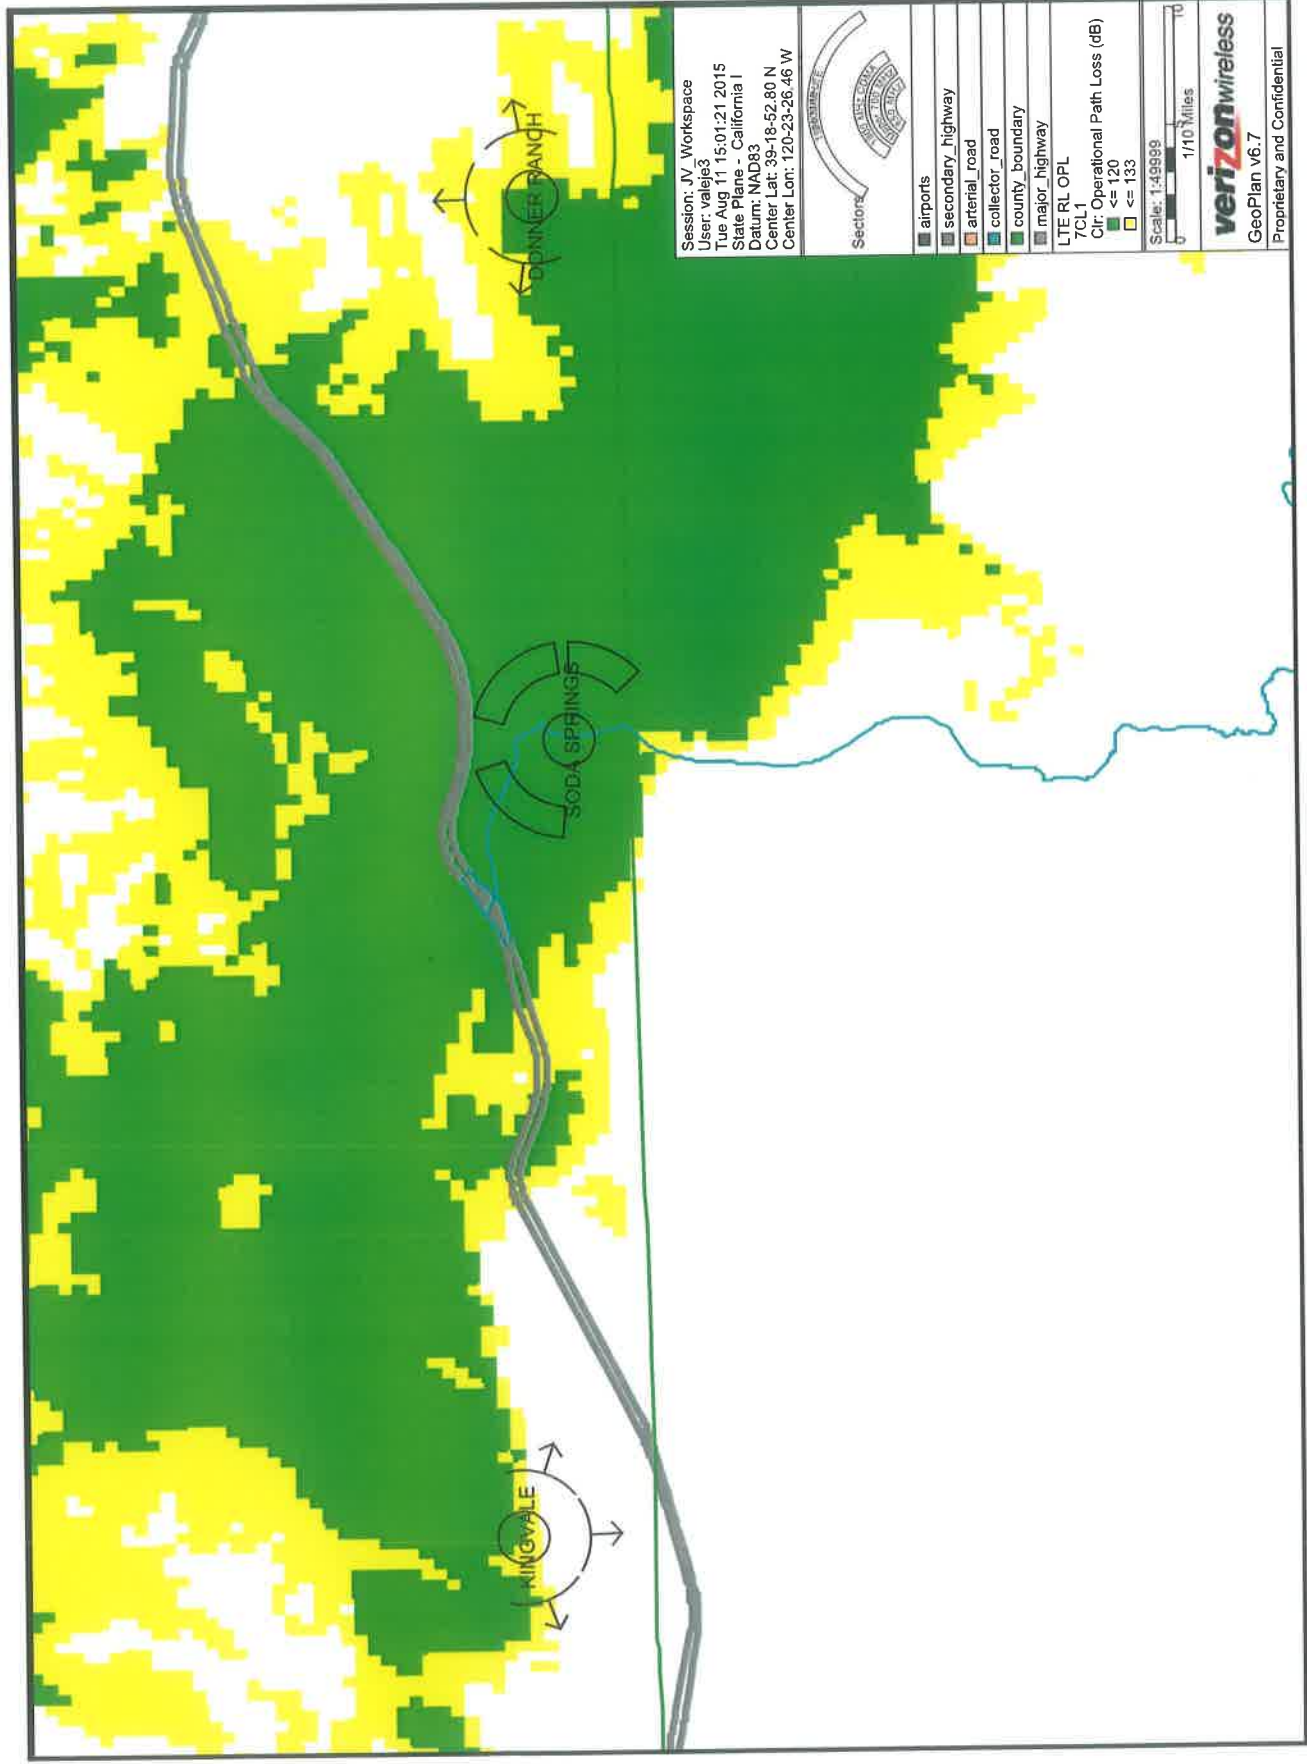 KINGVALE
SODA SPRINGS
DONNER RANCH
Session: JV_Workspace
User: valeje3
Tue Aug 11 15:01:21 2015
State Plane - California I
Datum: NAD83
Center Lat: 39-18-52.80 N
Center Lon: 120-23-26.46 W
Sectors
airports
secondary_highway
arterial_road
collector_road
county_boundary
major_highway
LTE RL OPL
7CL1
Clr: Operational Path Loss (dB)
<= 120
<= 133
Scale: 1:49999
0 5 10
1/10 Miles
verizonwireless
GeoPlan v6.7
Proprietary and Confidential